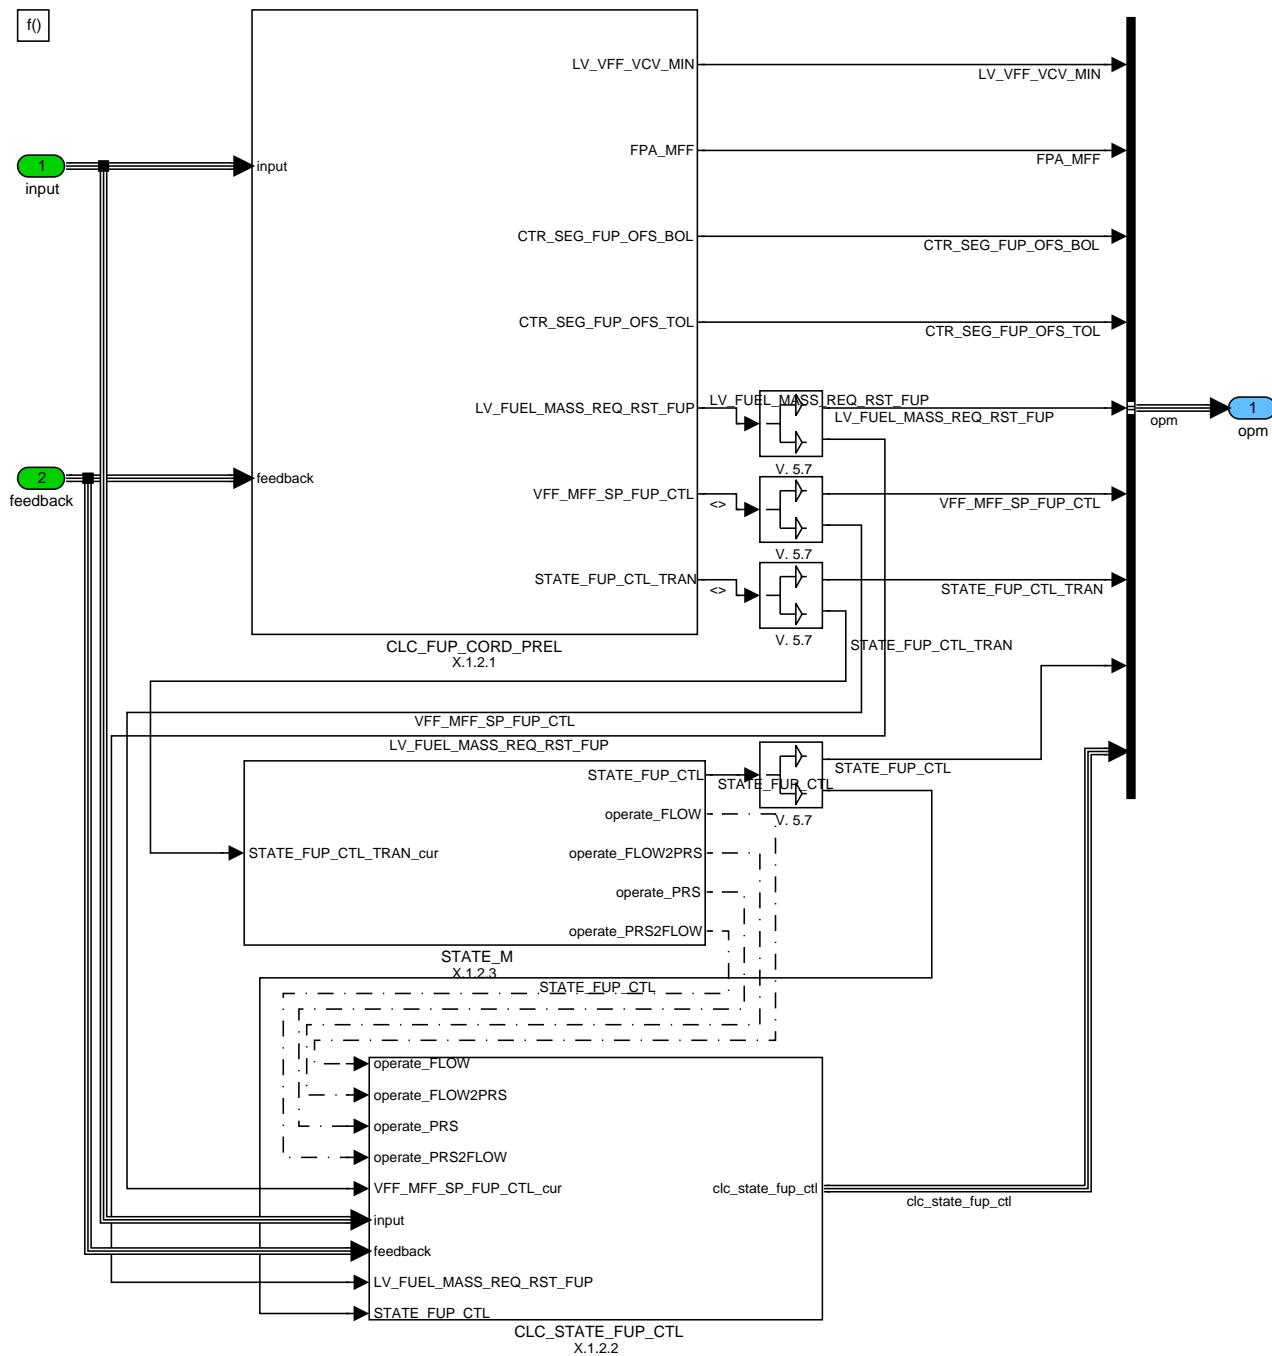 f()
LV_VFF_VCV_MIN
LV_VFF_VCV_MIN
FPA_MFF
FPA_MFF
1
input
input
CTR_SEG_FUP_OFS_BOL
CTR_SEG_FUP_OFS_BOL
CTR_SEG_FUP_OFS_TOL
CTR_SEG_FUP_OFS_TOL
LV_FUEL_MASS_REQ_RST_FUP
LV_FUEL_MASS_REQ_RST_FUP
LV_FUEL_MASS_REQ_RST_FUP
opm
1
opm
V. 5.7
2
feedback
feedback
VFF_MFF_SP_FUP_CTL
<>
VFF_MFF_SP_FUP_CTL
V. 5.7
STATE_FUP_CTL_TRAN
<>
STATE_FUP_CTL_TRAN
V. 5.7
CLC_FUP_CORD_PREL
X.1.2.1
STATE_FUP_CTL_TRAN
VFF_MFF_SP_FUP_CTL
LV_FUEL_MASS_REQ_RST_FUP
STATE_FUP_CTL
STATE_FUP_CTL
STATE_FUP_CTL
V. 5.7
operate_FLOW
STATE_FUP_CTL_TRAN_cur
operate_FLOW2PRS
operate_PRS
operate_PRS2FLOW
STATE_M
X.1.2.3
STATE_FUP_CTL
operate_FLOW
operate_FLOW2PRS
operate_PRS
operate_PRS2FLOW
VFF_MFF_SP_FUP_CTL_cur
clc_state_fup_ctl
clc_state_fup_ctl
input
feedback
LV_FUEL_MASS_REQ_RST_FUP
STATE_FUP_CTL
CLC_STATE_FUP_CTL
X.1.2.2